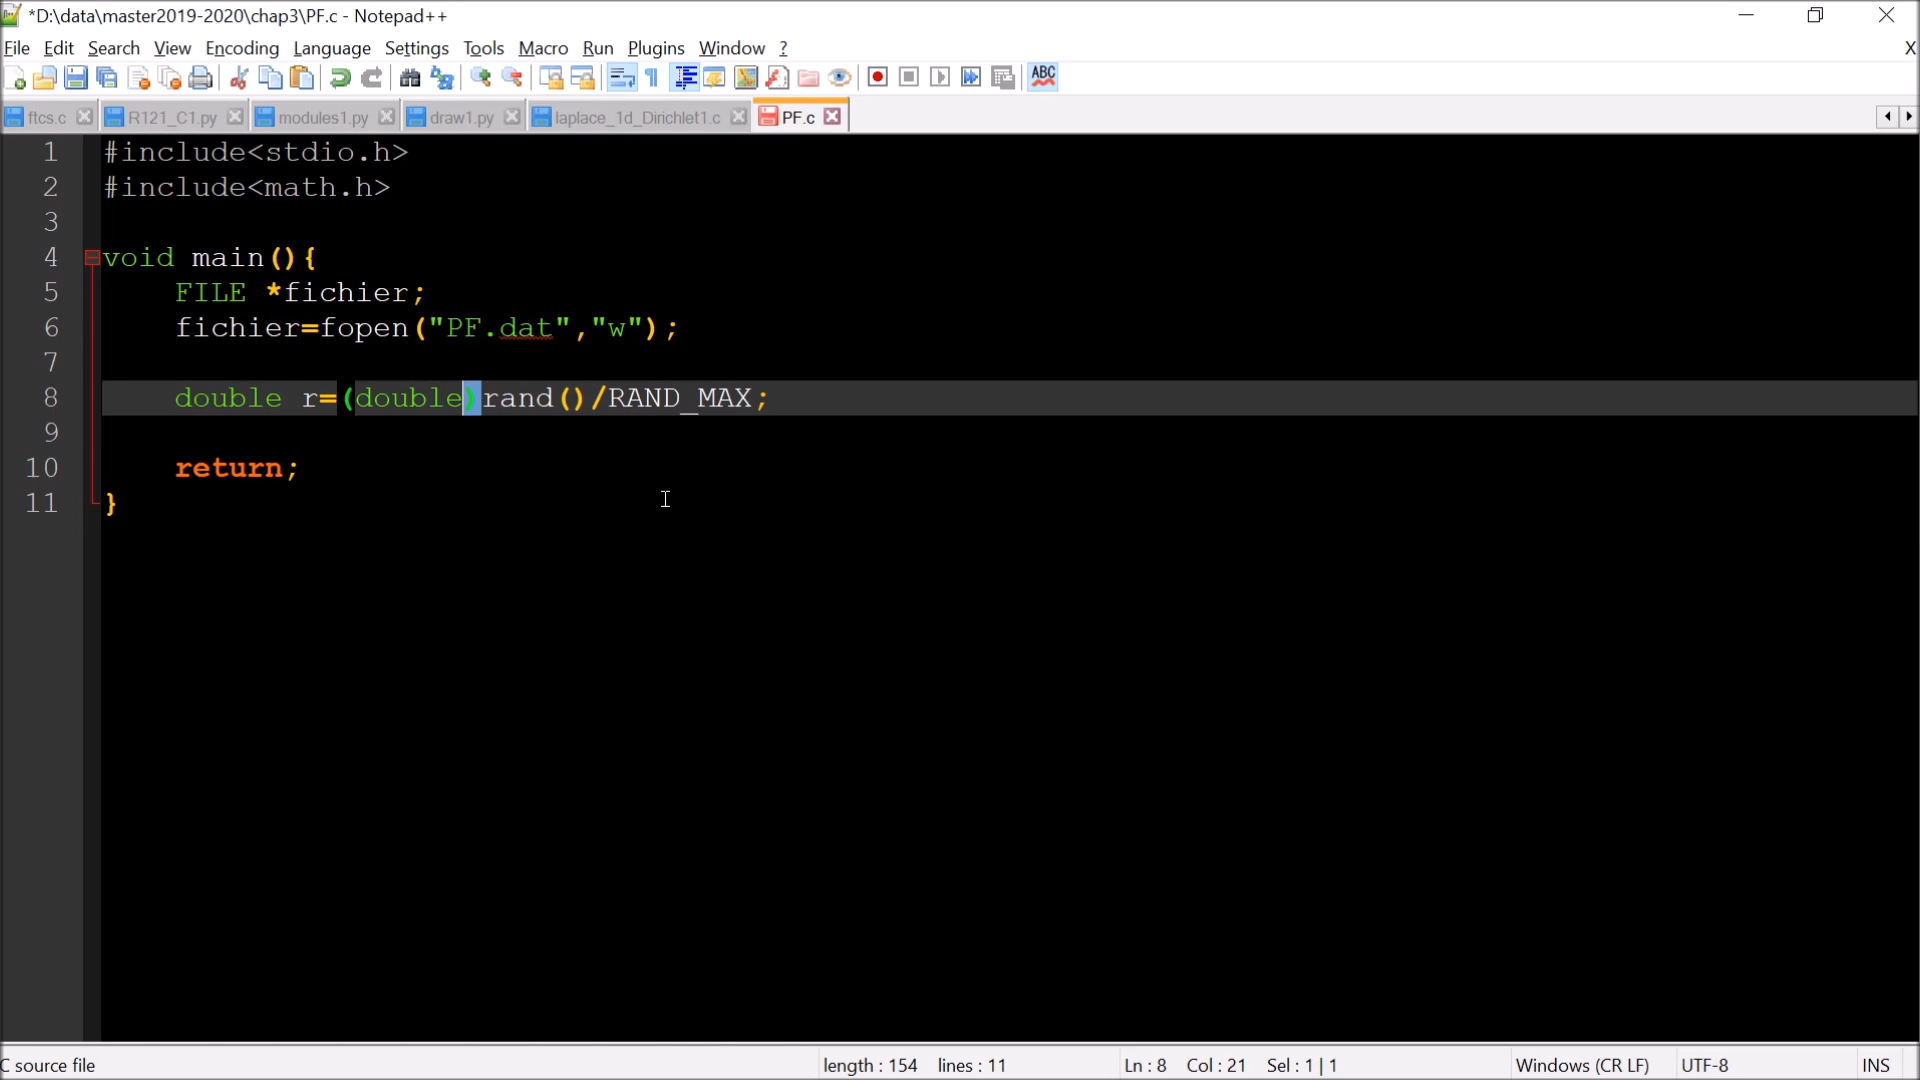 *D:\data\master2019-2020\chap3\PF.c - Notepad++
File Edit Search View Encoding Language Settings Tools Macro Run Plugins Window ? X
ABC
ftcs.c R121_C1.py modules1.py draw1.py laplace_1d_Dirichlet1.c PF.c
1 #include<stdio.h>
2 #include<math.h>
3
4 void main(){
5 FILE *fichier;
6 fichier=fopen("PF.dat","w");
7
8 double r=(double)rand()/RAND_MAX;
9
10 return;
11 }
C source file length : 154 lines : 11 Ln : 8 Col : 21 Sel : 1 | 1 Windows (CR LF) UTF-8 INS